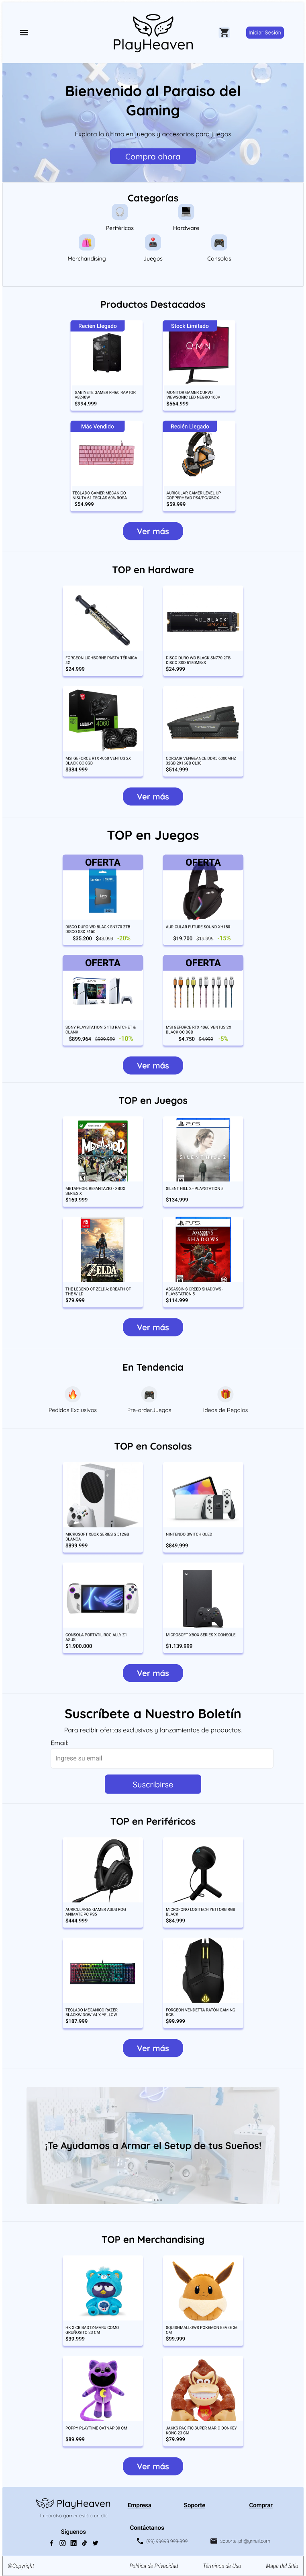 PlayHeaven
Iniciar Sesión
Bienvenido al Paraiso del
Gaming
Explora lo último en juegos y accesorios para juegos
Compra ahora
Categorías
Periféricos
Hardware
Merchandising
Juegos
Consolas
Productos Destacados
Recién Llegado
GABINETE GAMER R-460 RAPTOR
$994.999
Stock Limitado
OMNI
MONITOR GAMER CURVO
VIEWSONIC LED NEGRO 100V
$564.999
Más Vendido
TECLADO GAMER MECANICO
NISUTA 61 TECLAS 60% ROSA
$54.999
Recién Llegado
AURICULAR GAMER LEVEL UP
COPPERHEAD PS4/PC/XBOX
$59.999
Ver más
TOP en Hardware
FORGEON LICHBORNE PASTA TÉRMICA
4G
$24.999
WD_BLACK
SN770
DISCO DURO WD BLACK SN770 2TB
DISCO SSD 5150MB/S
$24.999
4060
MSI GEFORCE RTX 4060 VENTUS 2X
BLACK OC 8GB
$384.999
CORSAIR VENGEANCE DDR5 6000MHZ
32GB 2X16GB CL30
$514.999
Ver más
TOP en Juegos
OFERTA
DISCO DURO WD BLACK SN770 2TB
DISCO SSD 5150
$35.200 $43.999 -20%
OFERTA
AURICULAR FUTURE SOUND XH150
$19.700 $19.999 -15%
OFERTA
SONY PLAYSTATION 5 1TB RATCHET &
CLANK
$899.964 $999.959 -10%
OFERTA
MSI GEFORCE RTX 4060 VENTUS 2X
BLACK OC 8GB
$4.750 $4.999 -5%
Ver más
TOP en Juegos
METAPHOR: REFANTAZIO - XBOX
SERIES X
$169.999
PS5
SILENT HILL 2 - PLAYSTATION 5
$134.999
ZELDA
THE LEGEND OF ZELDA: BREATH OF
THE WILD
$79.999
PS5
SHADOWS
ASSASSIN'S CREED SHADOWS -
PLAYSTATION 5
$114.999
Ver más
En Tendencia
Pedidos Exclusivos
Pre-orderJuegos
Ideas de Regalos
TOP en Consolas
MICROSOFT XBOX SERIES S 512GB
BLANCA
$899.999
NINTENDO SWITCH OLED
$849.999
CONSOLA PORTÁTIL ROG ALLY Z1
ASUS
$1.900.000
MICROSOFT XBOX SERIES X CONSOLE
$1.139.999
Ver más
Suscríbete a Nuestro Boletín
Para recibir ofertas exclusivas y lanzamientos de productos.
Email:
Ingrese su email
Suscribirse
TOP en Periféricos
AURICULARES GAMER ASUS ROG
ANIMATE PC-PS5
$444.999
MICROFONO LOGITECH YETI ORB RGB
BLACK
$84.999
TECLADO MECANICO RAZER
BLACKWIDOW V4 X YELLOW
$187.999
FORGEON VENDETTA RATÓN GAMING
RGB
$99.999
Ver más
¡Te Ayudamos a Armar el Setup de tus Sueños!
TOP en Merchandising
HK X CB BADTZ-MARU COMO
GRUÑOSITO 23 CM
$39.999
SQUISHMALLOWS POKEMON EEVEE 36
CM
$99.999
POPPY PLAYTIME CATNAP 30 CM
$89.999
JAKKS PACIFIC SUPER MARIO DONKEY
KONG 23 CM
$79.999
Ver más
PlayHeaven
Tu paraíso gamer está a un clic.
Empresa
Soporte
Comprar
Síguenos
Contáctanos
(99) 99999 999 999
soporte_ph@gmail.com
©Copyright
Política de Privacidad
Términos de Uso
Mapa del Sitio